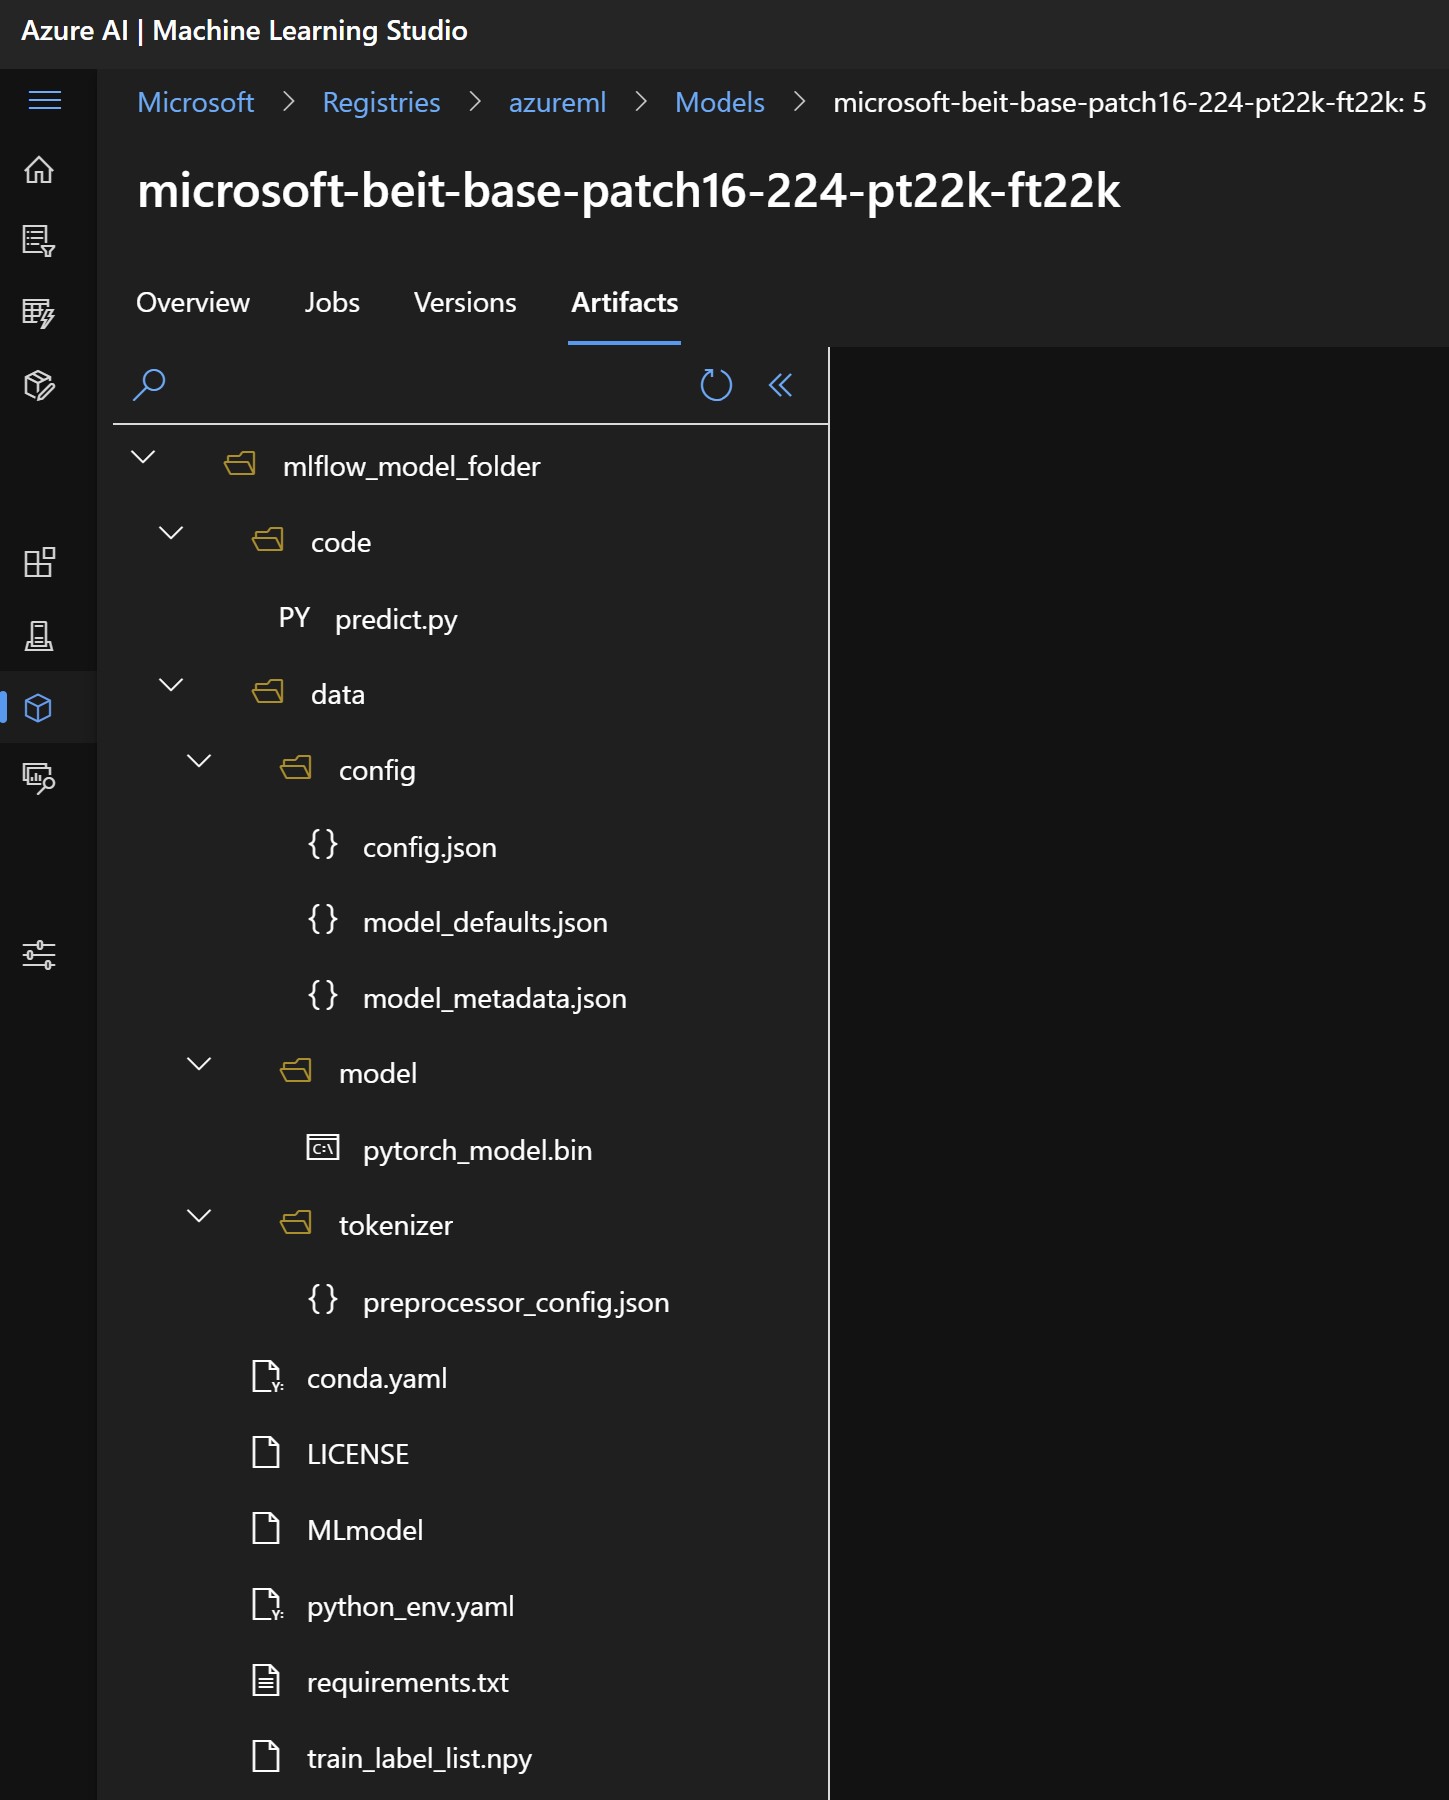 Azure AI | Machine Learning Studio
Microsoft > Registries > azureml > Models > microsoft-beit-base-patch16-224-pt22k-ft22k: 5
microsoft-beit-base-patch16-224-pt22k-ft22k
Overview Jobs Versions Artifacts
mlflow_model_folder
code
PY predict.py
data
config
{} config.json
{} model_defaults.json
{} model_metadata.json
model
C:\ pytorch_model.bin
tokenizer
{} preprocessor_config.json
Y: conda.yaml
LICENSE
MLmodel
Y: python_env.yaml
requirements.txt
train_label_list.npy